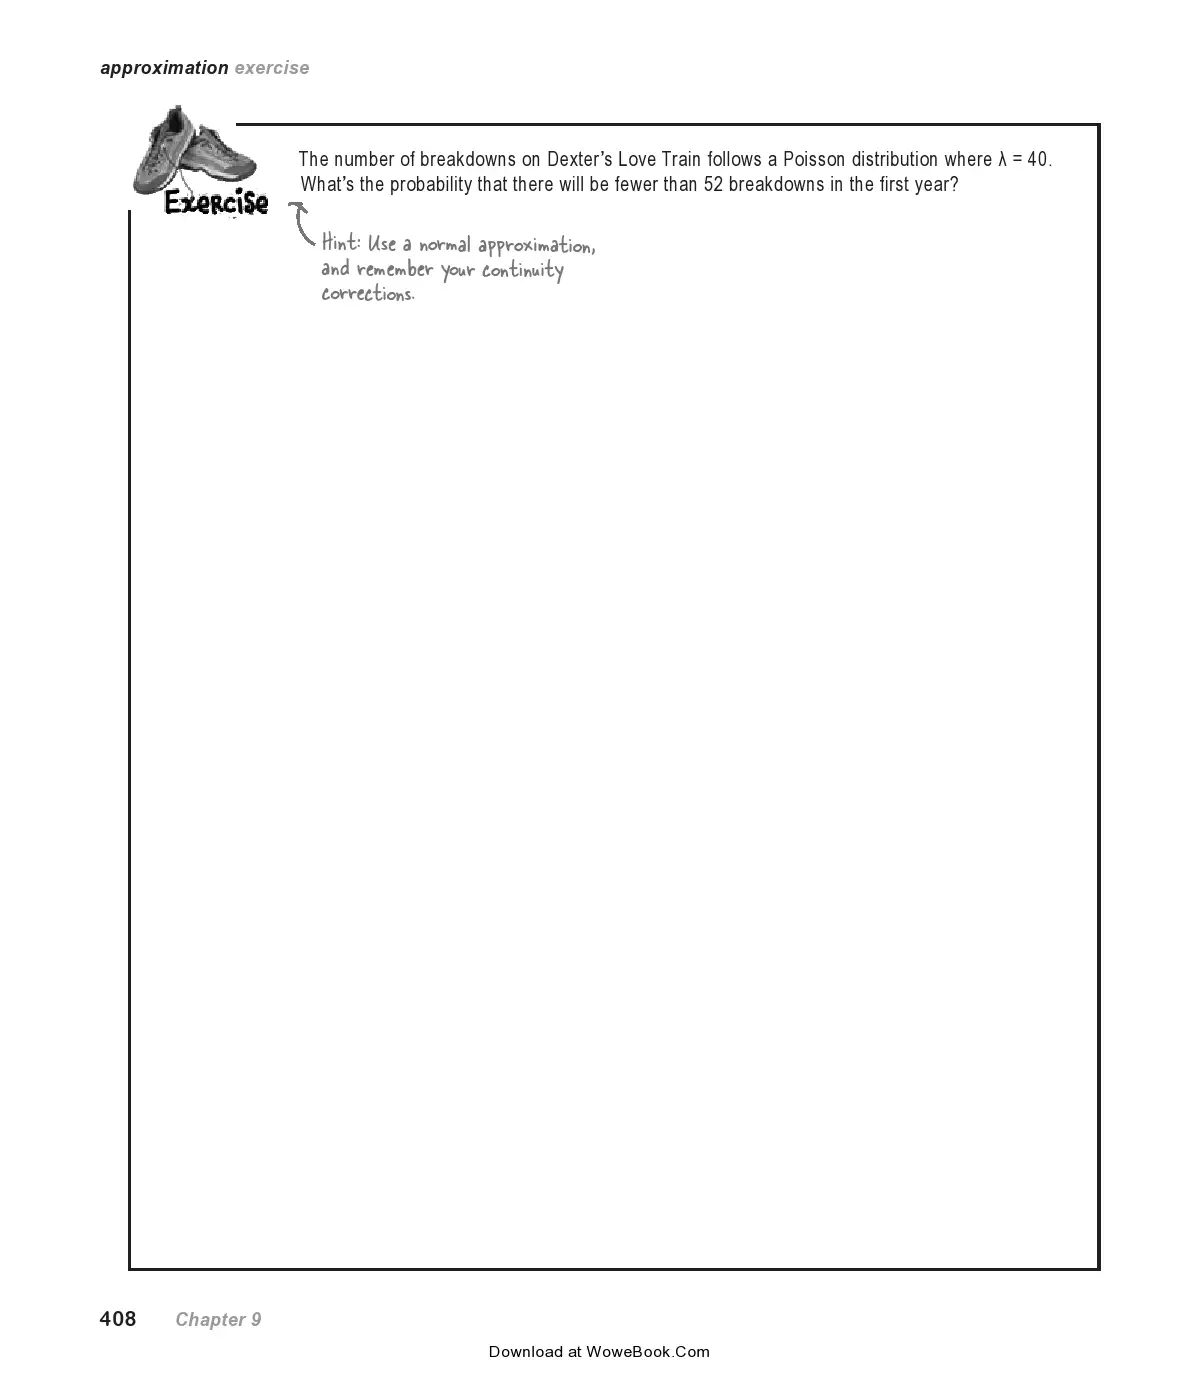 approximation exercise
The number of breakdowns on Dexter’s Love Train follows a Poisson distribution where λ = 40.
What’s the probability that there will be fewer than 52 breakdowns in the first year?
Exercise
Hint: Use a normal approximation,
and remember your continuity
corrections.
408 Chapter 9
Download at WoweBook.Com